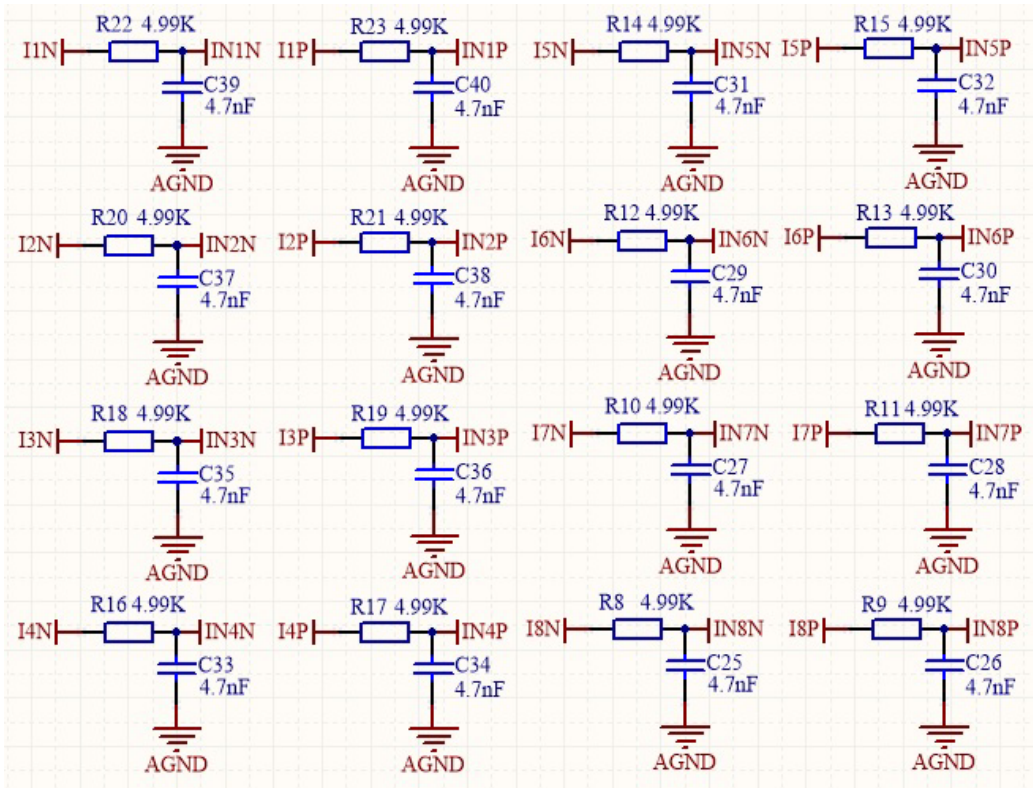 R22 4.99K
I1N
IN1N
C39
4.7nF
AGND
R23 4.99K
I1P
IN1P
C40
4.7nF
AGND
R14 4.99K
I5N
IN5N
C31
4.7nF
AGND
R15 4.99K
I5P
IN5P
C32
4.7nF
AGND
R20 4.99K
I2N
IN2N
C37
4.7nF
AGND
R21 4.99K
I2P
IN2P
C38
4.7nF
AGND
R12 4.99K
I6N
IN6N
C29
4.7nF
AGND
R13 4.99K
I6P
IN6P
C30
4.7nF
AGND
R18 4.99K
I3N
IN3N
C35
4.7nF
AGND
R19 4.99K
I3P
IN3P
C36
4.7nF
AGND
R10 4.99K
I7N
IN7N
C27
4.7nF
AGND
R11 4.99K
I7P
IN7P
C28
4.7nF
AGND
R16 4.99K
I4N
IN4N
C33
4.7nF
AGND
R17 4.99K
I4P
IN4P
C34
4.7nF
AGND
R8 4.99K
I8N
IN8N
C25
4.7nF
AGND
R9 4.99K
I8P
IN8P
C26
4.7nF
AGND